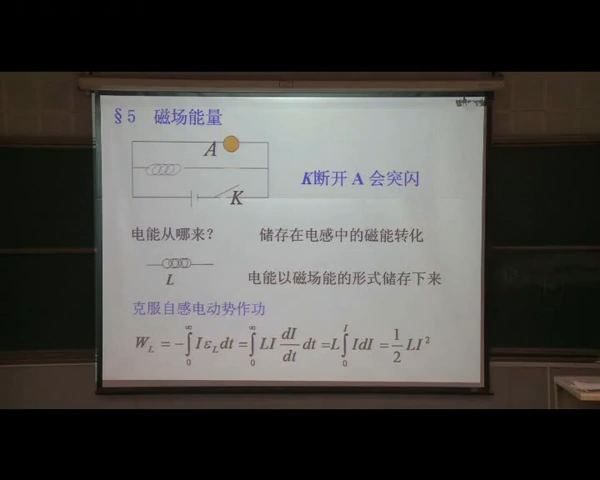 §5 磁场能量
A
K断开 A 会突闪
K
电能从哪来? 储存在电感中的磁能转化
L
电能以磁场能的形式储存下来
克服自感电动势作功
W_L = -∫_0^∞ Iε_L dt = ∫_0^∞ LI dI/dt dt = L∫_0^I IdI = 1/2 LI²